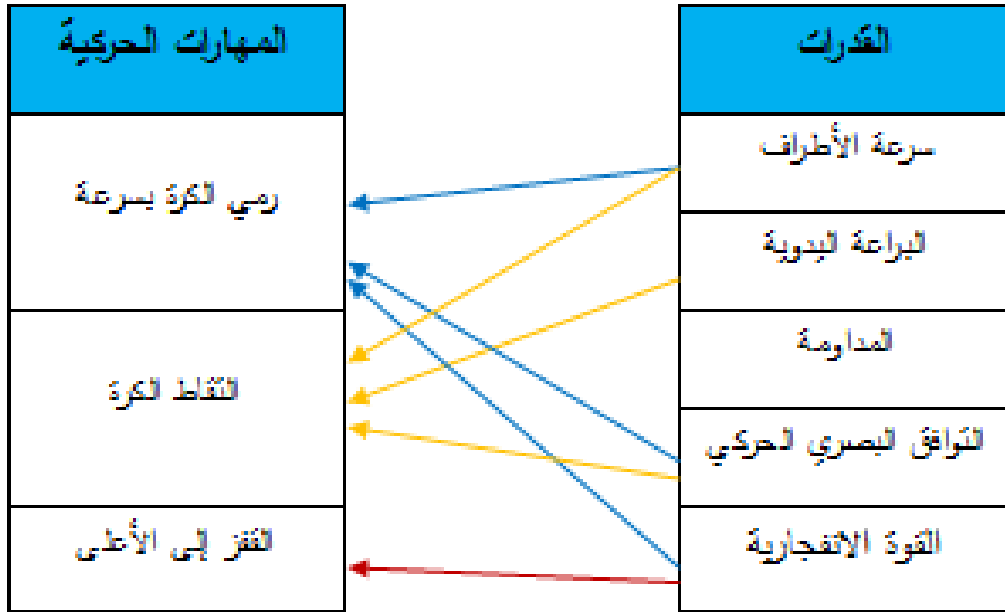 القدرات
سرعة الأطراف
البراعة اليدوية
المداومة
التوافق البصري الحركي
القوة الانفجارية
المهارات الحركية
رمي الكرة بسرعة
التقاط الكرة
القفز إلى الأعلى